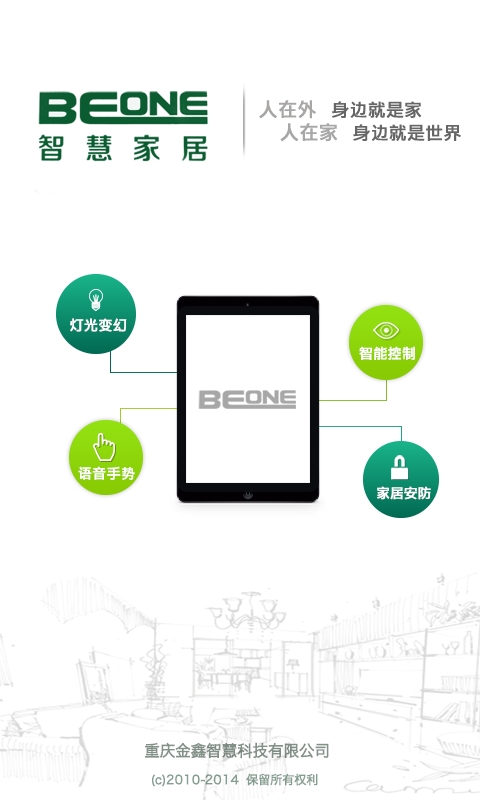 BEONE
智慧家居
人在外 身边就是家
人在家 身边就是世界
灯光变幻
智能控制
BEONE
语音手势
家居安防
重庆金鑫智慧科技有限公司
(c)2010-2014 保留所有权利